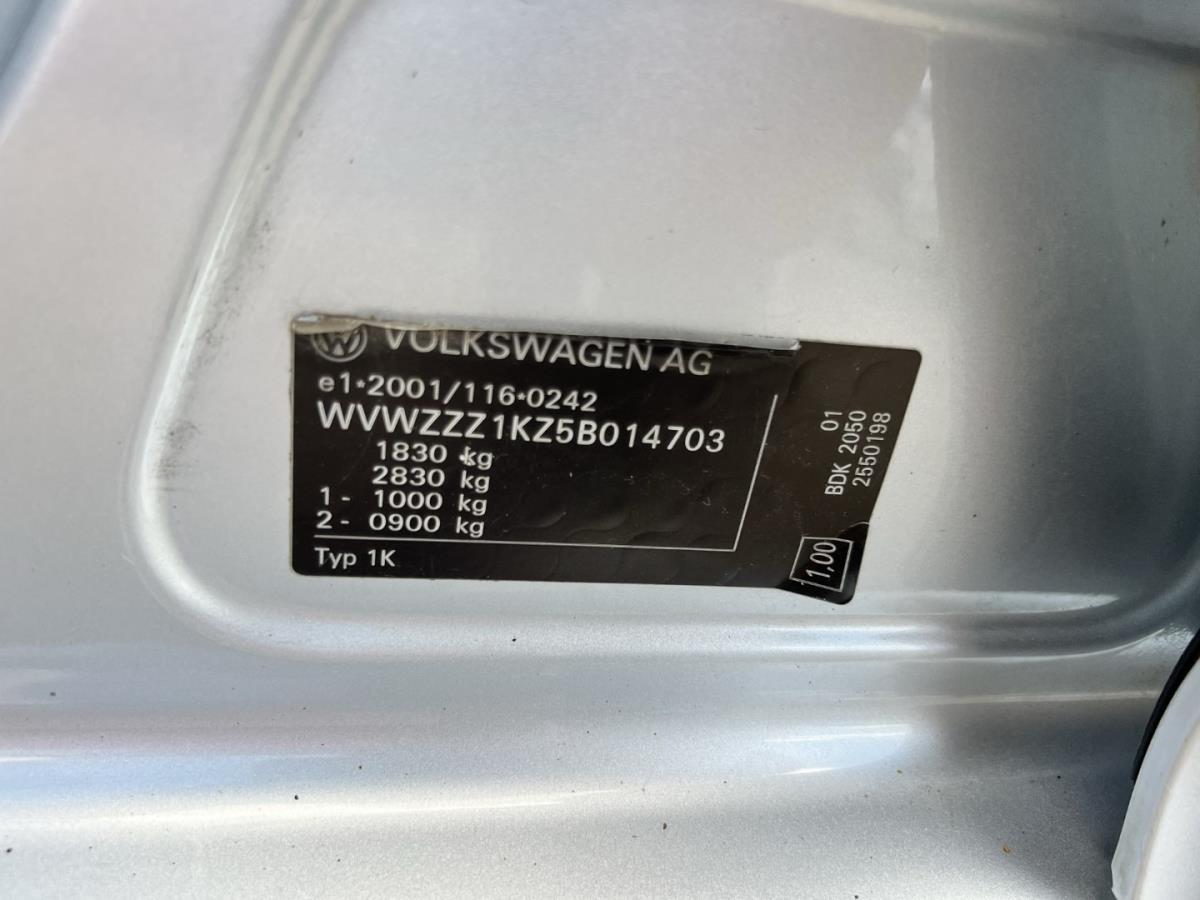 VOLKSWAGEN AG
e1*2001/116*0242
WVWZZZ1KZ5B014703
1830 kg
2830 kg
1 - 1000 kg
2 - 0900 kg
Typ 1K
01
BDK 2050
2550198
1,00